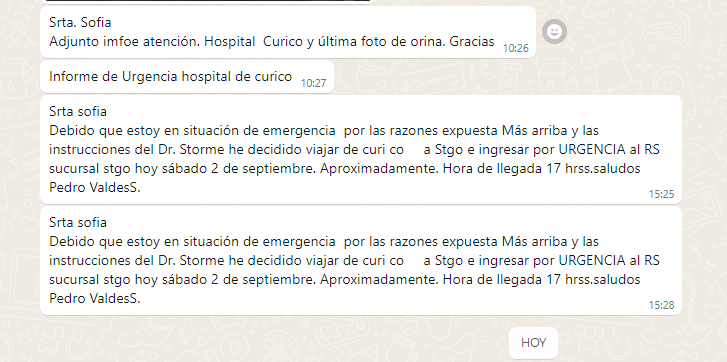 Srta. Sofia
Adjunto imfoe atención. Hospital Curico y última foto de orina. Gracias 10:26
Informe de Urgencia hospital de curico 10:27
Srta sofia
Debido que estoy en situación de emergencia por las razones expuesta Más arriba y las
instrucciones del Dr. Storme he decidido viajar de curi co a Stgo e ingresar por URGENCIA al RS
sucursal stgo hoy sábado 2 de septiembre. Aproximadamente. Hora de llegada 17 hrss.saludos
Pedro ValdesS.
15:25
Srta sofia
Debido que estoy en situación de emergencia por las razones expuesta Más arriba y las
instrucciones del Dr. Storme he decidido viajar de curi co a Stgo e ingresar por URGENCIA al RS
sucursal stgo hoy sábado 2 de septiembre. Aproximadamente. Hora de llegada 17 hrss.saludos
Pedro ValdesS.
15:28
HOY